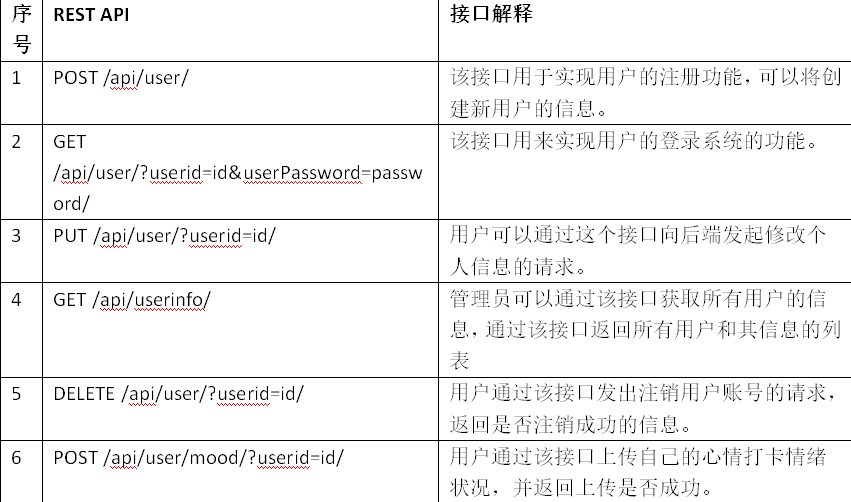 序号 REST API 接口解释
1 POST /api/user/ 该接口用于实现用户的注册功能，可以将创
建新用户的信息。
2 GET 该接口用来实现用户的登录系统的功能。
/api/user/?userid=id&userPassword=passw
ord/
3 PUT /api/user/?userid=id/ 用户可以通过这个接口向后端发起修改个
人信息的请求。
4 GET /api/userinfo/ 管理员可以通过该接口获取所有用户的信
息，通过该接口返回所有用户和其信息的列
表
5 DELETE /api/user/?userid=id/ 用户通过该接口发出注销用户账号的请求，
返回是否注销成功的信息。
6 POST /api/user/mood/?userid=id/ 用户通过该接口上传自己的心情打卡情绪
状况，并返回上传是否成功。